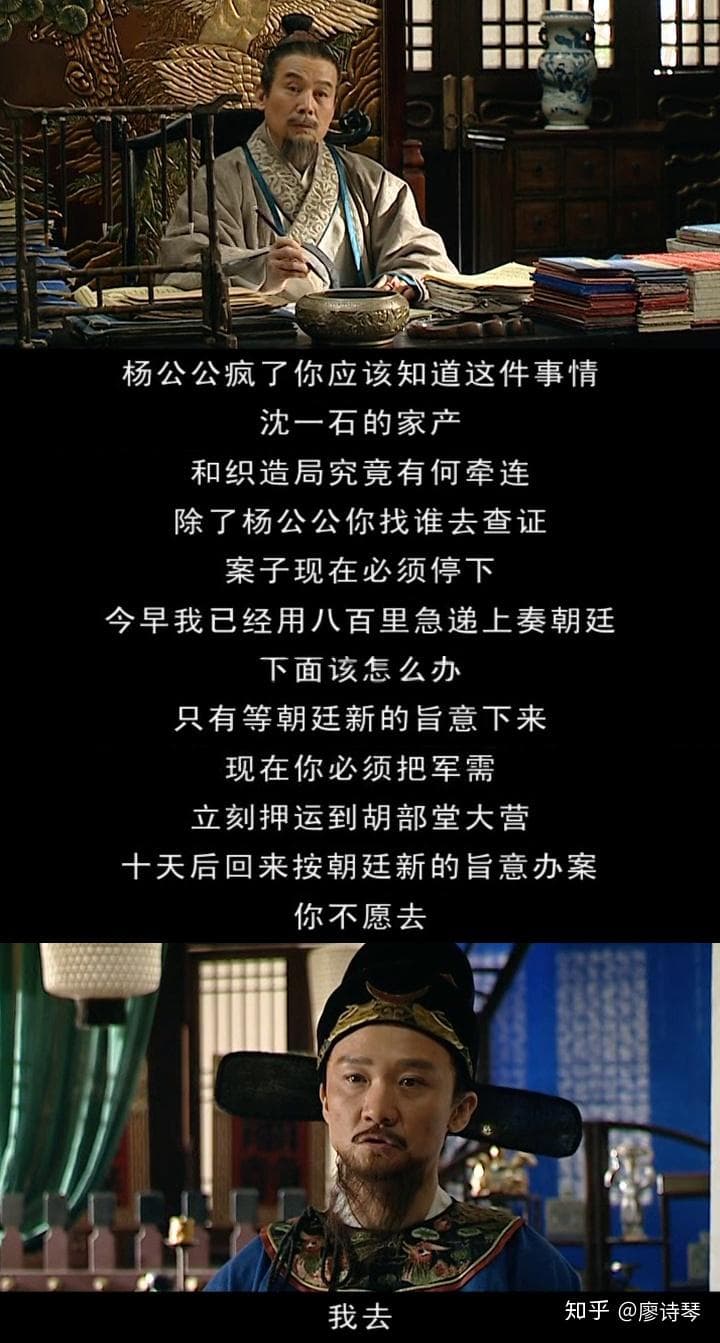 杨公公疯了你应该知道这件事情
沈一石的家产
和织造局究竟有何牵连
除了杨公公你找谁去查证
案子现在必须停下
今早我已经用八百里急递上奏朝廷
下面该怎么办
只有等朝廷新的旨意下来
现在你必须把军需
立刻押运到胡部堂大营
十天后回来按朝廷新的旨意办案
你不愿去
我去
知乎 @廖诗琴